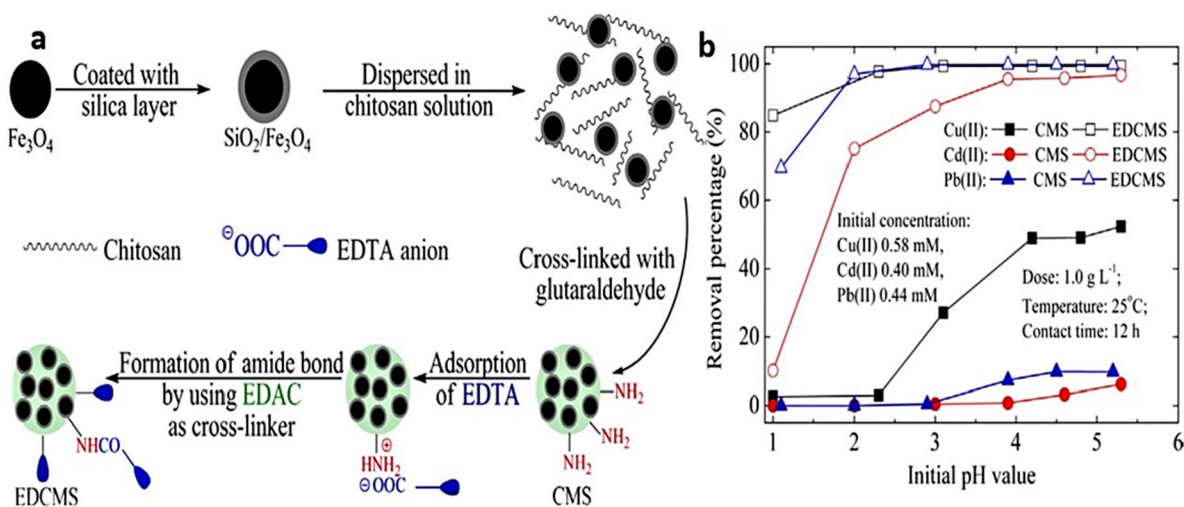 a
Fe₃O₄
Coated with
silica layer
SiO₂/Fe₃O₄
Dispersed in
chitosan solution
Chitosan
⊖OOC
EDTA anion
Cross-linked with
glutaraldehyde
Formation of amide bond
by using EDAC
as cross-linker
Adsorption
of EDTA
NHCO
EDCMS
⊕
HNH₂
⊖OOC
NH₂
NH₂
NH₂
CMS
b
Removal percentage (%)
100
80
60
40
20
0
Cu(II): CMS EDCMS
Cd(II): CMS EDCMS
Pb(II): CMS EDCMS
Initial concentration:
Cu(II) 0.58 mM,
Cd(II) 0.40 mM,
Pb(II) 0.44 mM
Dose: 1.0 g L⁻¹;
Temperature: 25°C;
Contact time: 12 h
1 2 3 4 5 6
Initial pH value